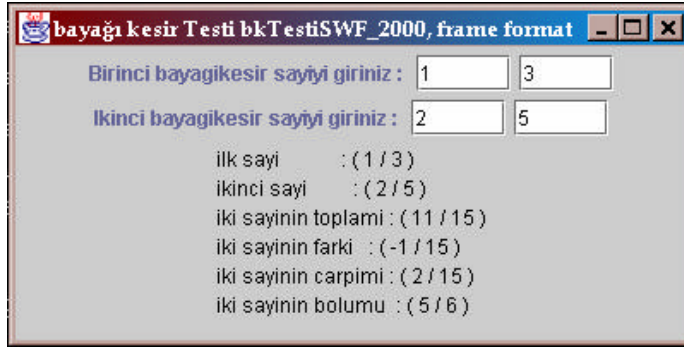 bayağı kesir Testi bkTestiSWF_2000, frame format
Birinci bayagikesir sayiyi giriniz : 1 3
Ikinci bayagikesir sayiyi giriniz : 2 5
ilk sayi : ( 1 / 3 )
ikinci sayi : ( 2 / 5 )
iki sayinin toplami : ( 11 / 15 )
iki sayinin farki : ( -1 / 15 )
iki sayinin carpimi : ( 2 / 15 )
iki sayinin bolumu : ( 5 / 6 )